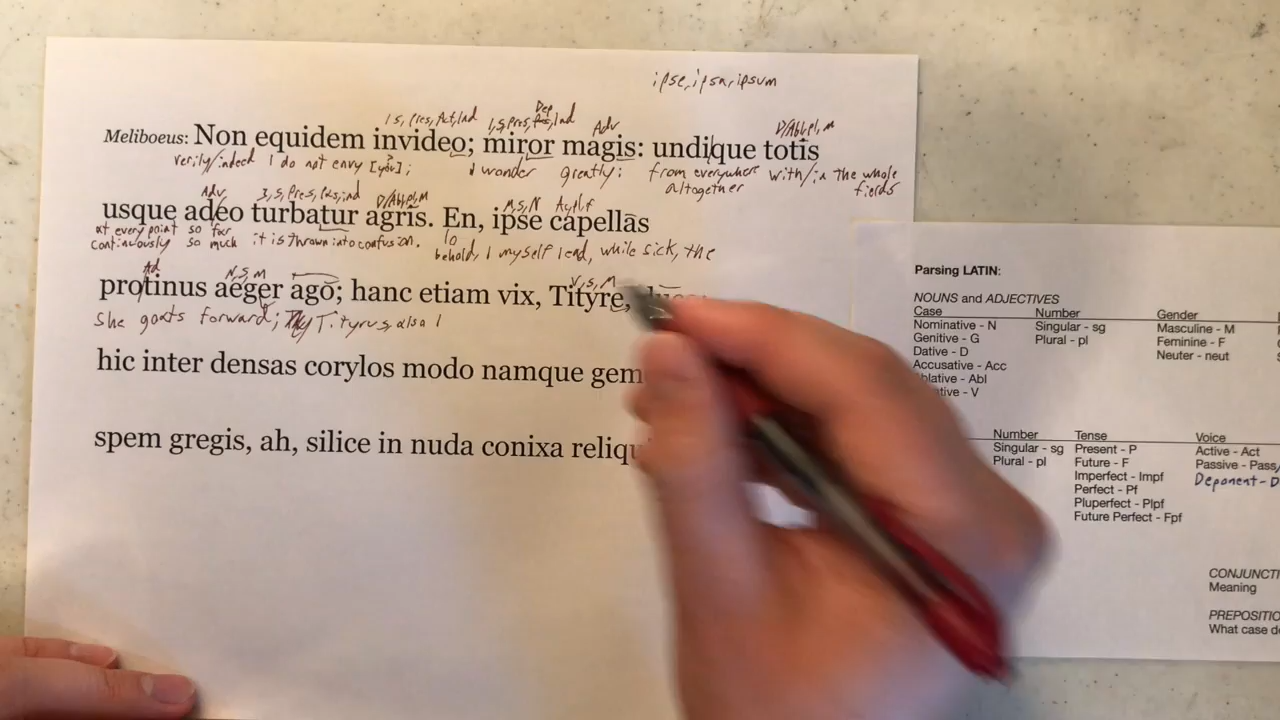 ipse, ipsa, ipsum
1 s, Pres, Act, Ind
Dep
1, s, Pres, Pas, Ind
Adv
D/Abl, pl, M
Meliboeus: Non equidem invideo; miror magis: undique totis
verily/indeed I do not envy [you]; I wonder greatly: from everywhere with/in the whole
altogether fields
Adv 3, s, Pres, Pas, ind D/Abl, pl, M M, S, N
usque adeo turbatur agris. En, ipse capellas
at every point so far lo
continuously so much it is thrown into confusion. behold, I myself lead, while sick, the
Ad N, S, M V, S, M
protinus aeger ago; hanc etiam vix, Tityre,
she goats forward; Tityrus, also I
hic inter densas corylos modo namque gem
spem gregis, ah, silice in nuda conixa reliqu
Parsing LATIN:
NOUNS and ADJECTIVES
Case Number Gender
Nominative - N Singular - sg Masculine - M
Genitive - G Plural - pl Feminine - F
Dative - D Neuter - neut
Accusative - Acc
Ablative - Abl
- V
Number Tense Voice
Singular - sg Present - P Active - Act
Plural - pl Future - F Passive - Pass/
Imperfect - Impf Deponent - D
Perfect - Pf
Pluperfect - Plpf
Future Perfect - Fpf
CONJUNCTI
Meaning
PREPOSITIO
What case d